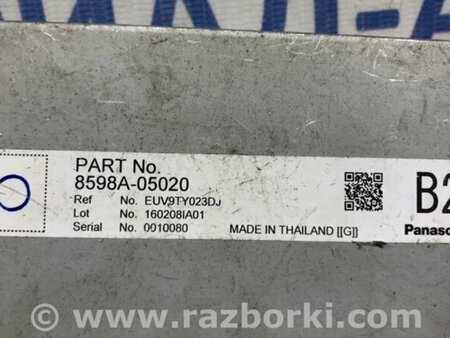 PART No.
8598A-05020
Ref No. EUV9TY023DJ
Lot No. 160208IA01
Serial No. 0010080
MADE IN THAILAND [[G]]
B2
Panaso
www.razborki.com